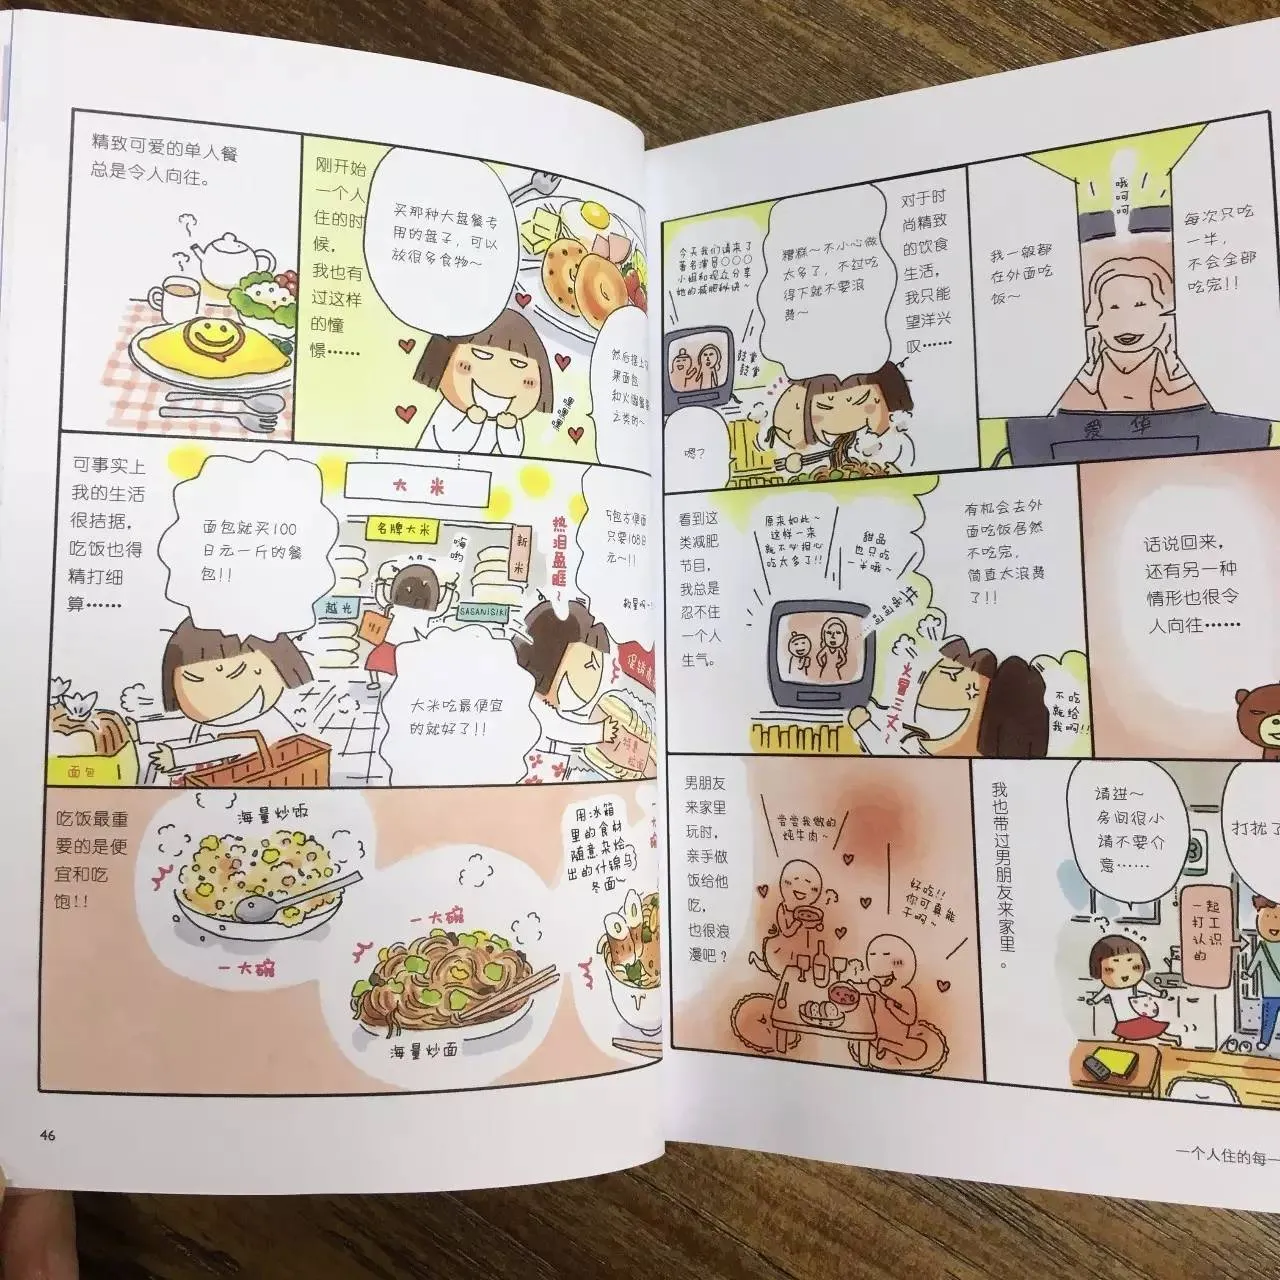 精致可爱的单人餐
总是令人向往。
刚开始
一个人
住的时
候，
我也有
过这样
的憧
憬……
买那种大盘餐专
用的盘子，可以
放很多食物～
然后摆上
果面包
之类的～
嘿嘿嘿
可事实上
我的生活
很拮据，
吃饭也得
精打细
算……
面包就买100
日元一斤的餐
包!!
面包
大米
名牌大米
新米
嗨哟
越光
SASANISIKI
大米吃最便宜
的就好了!!
热泪盈眶～
5包方便面
只要168日
元～!!
特惠
拉面
吃饭最重
要的是便
宜和吃
饱!!
海量炒饭
一大碗
一大碗
海量炒面
用冰箱
里的食材
随意杂烩
出的什锦乌
冬面～
46
今天我们请来了
著名演员○○○
小姐和观众分享
她的减肥秘诀～
鼓掌
鼓掌
嗯？
糟糕～不小心做
太多了，不过吃
得下就不要浪
费～
对于时
尚精致
的饮食
生活，
我只能
望洋兴
叹……
我一般都
在外面吃
饭～
哦呵呵
每次只吃
一半，
不会全部
吃完!!
爱华
看到这
类减肥
节目，
我总是
忍不住
一个人
生气。
原来如此～
这样一来
就不必担心
吃太多了!!
甜品
也只吃
一半哦～
有机会去外
面吃饭居然
不吃完，
简直太浪费
了!!
火冒三丈～
不吃
就给
我啊!!
话说回来，
还有另一种
情形也很令
人向往……
男朋友
来家里
玩时，
亲手做
饭给他
吃，
也很浪
漫吧？
尝尝我做的
炖牛肉～
好吃!!
你可真能
干啊～
我也带过男朋友来家里。
请进～
房间很小
请不要介
意……
打扰了
一起
打工
认识
的
一个人住的每一